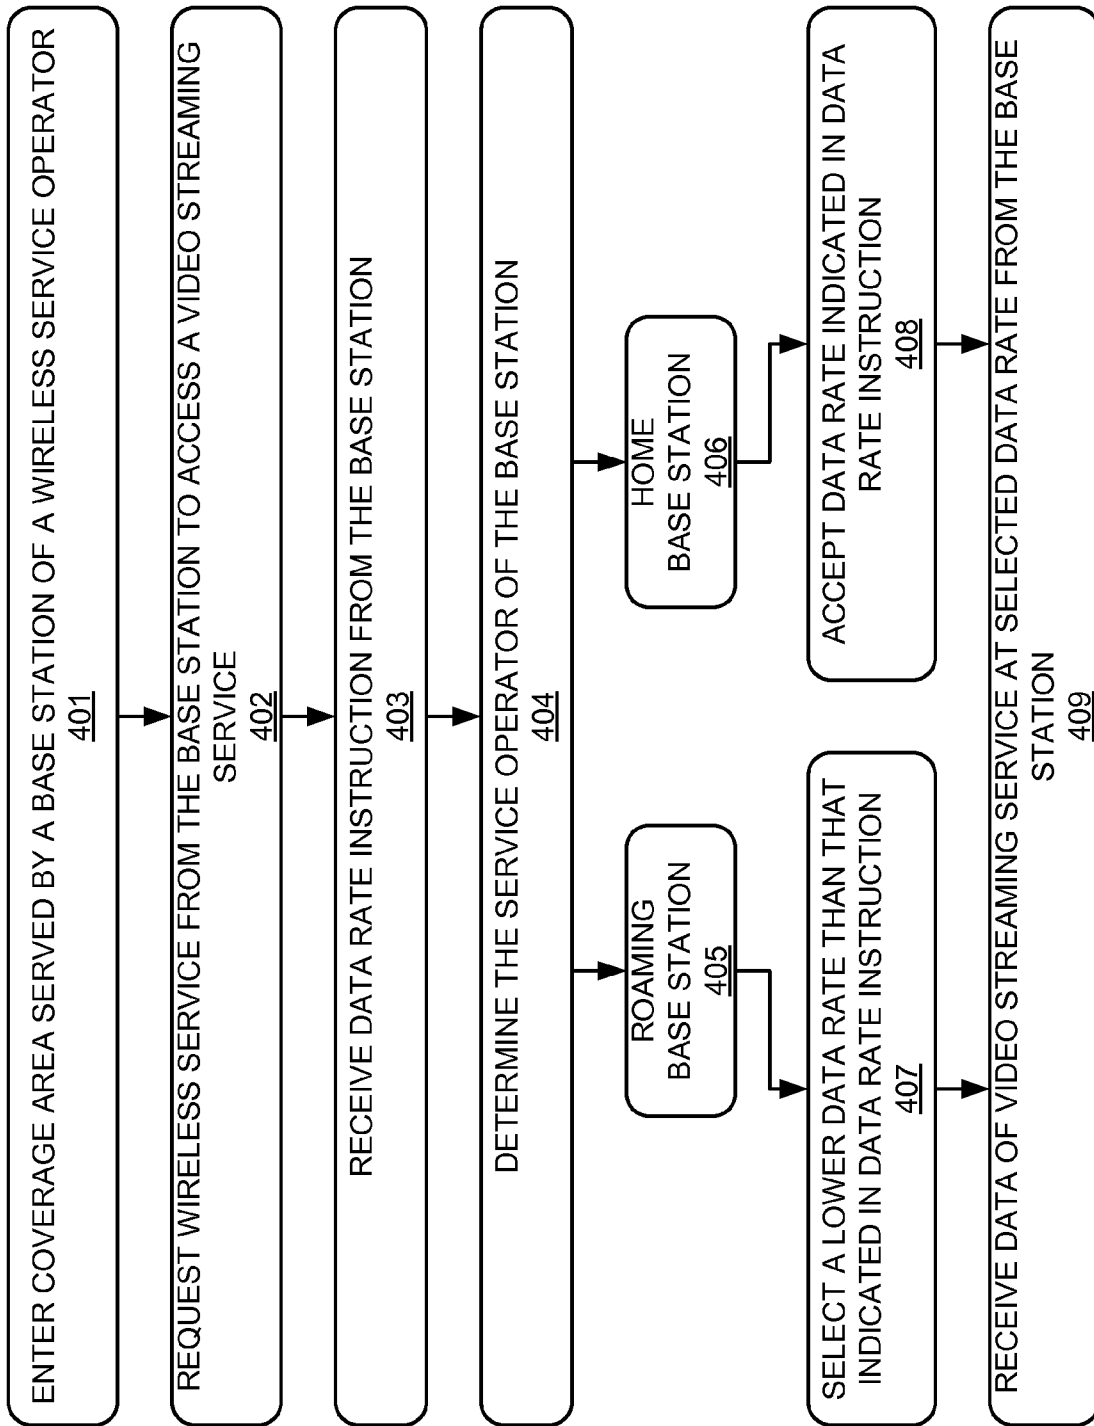 ENTER COVERAGE AREA SERVED BY A BASE STATION OF A WIRELESS SERVICE OPERATOR
401
REQUEST WIRELESS SERVICE FROM THE BASE STATION TO ACCESS A VIDEO STREAMING
SERVICE
402
RECEIVE DATA RATE INSTRUCTION FROM THE BASE STATION
403
DETERMINE THE SERVICE OPERATOR OF THE BASE STATION
404
ROAMING
BASE STATION
405
HOME
BASE STATION
406
SELECT A LOWER DATA RATE THAN THAT
INDICATED IN DATA RATE INSTRUCTION
407
ACCEPT DATA RATE INDICATED IN DATA
RATE INSTRUCTION
408
RECEIVE DATA OF VIDEO STREAMING SERVICE AT SELECTED DATA RATE FROM THE BASE
STATION
409